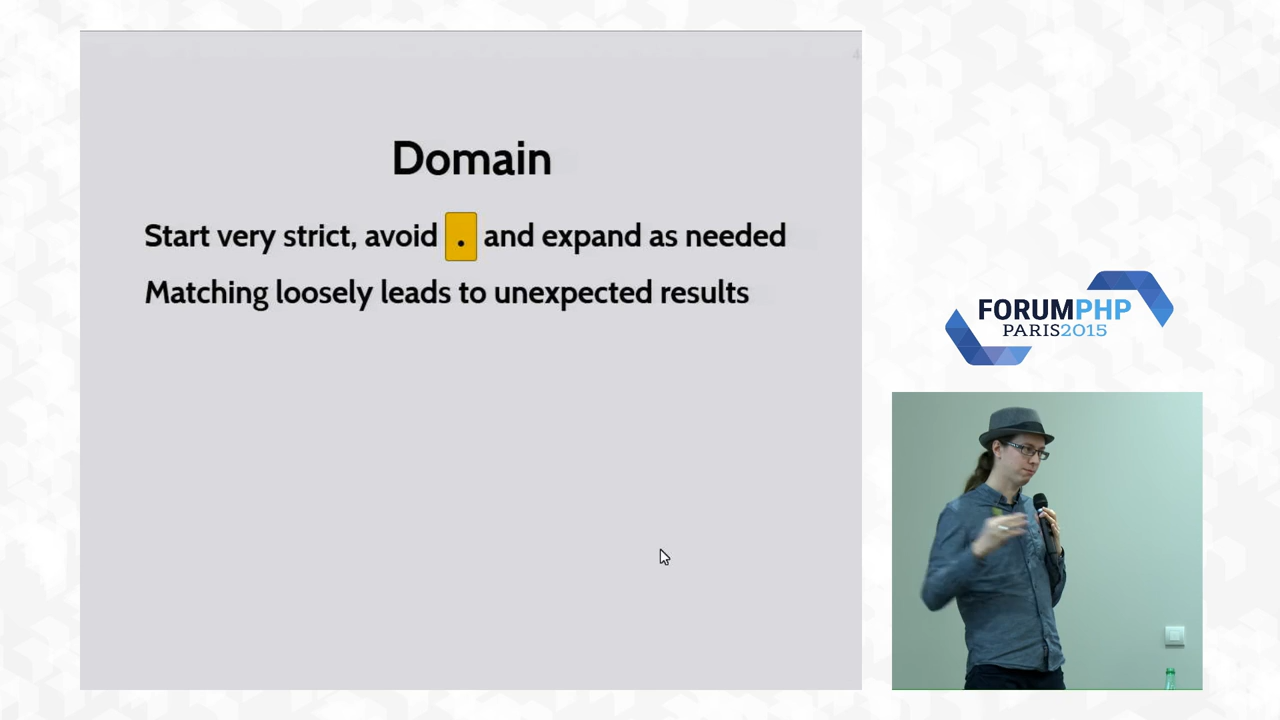 Domain
Start very strict, avoid . and expand as needed
Matching loosely leads to unexpected results
FORUMPHP
PARIS2015